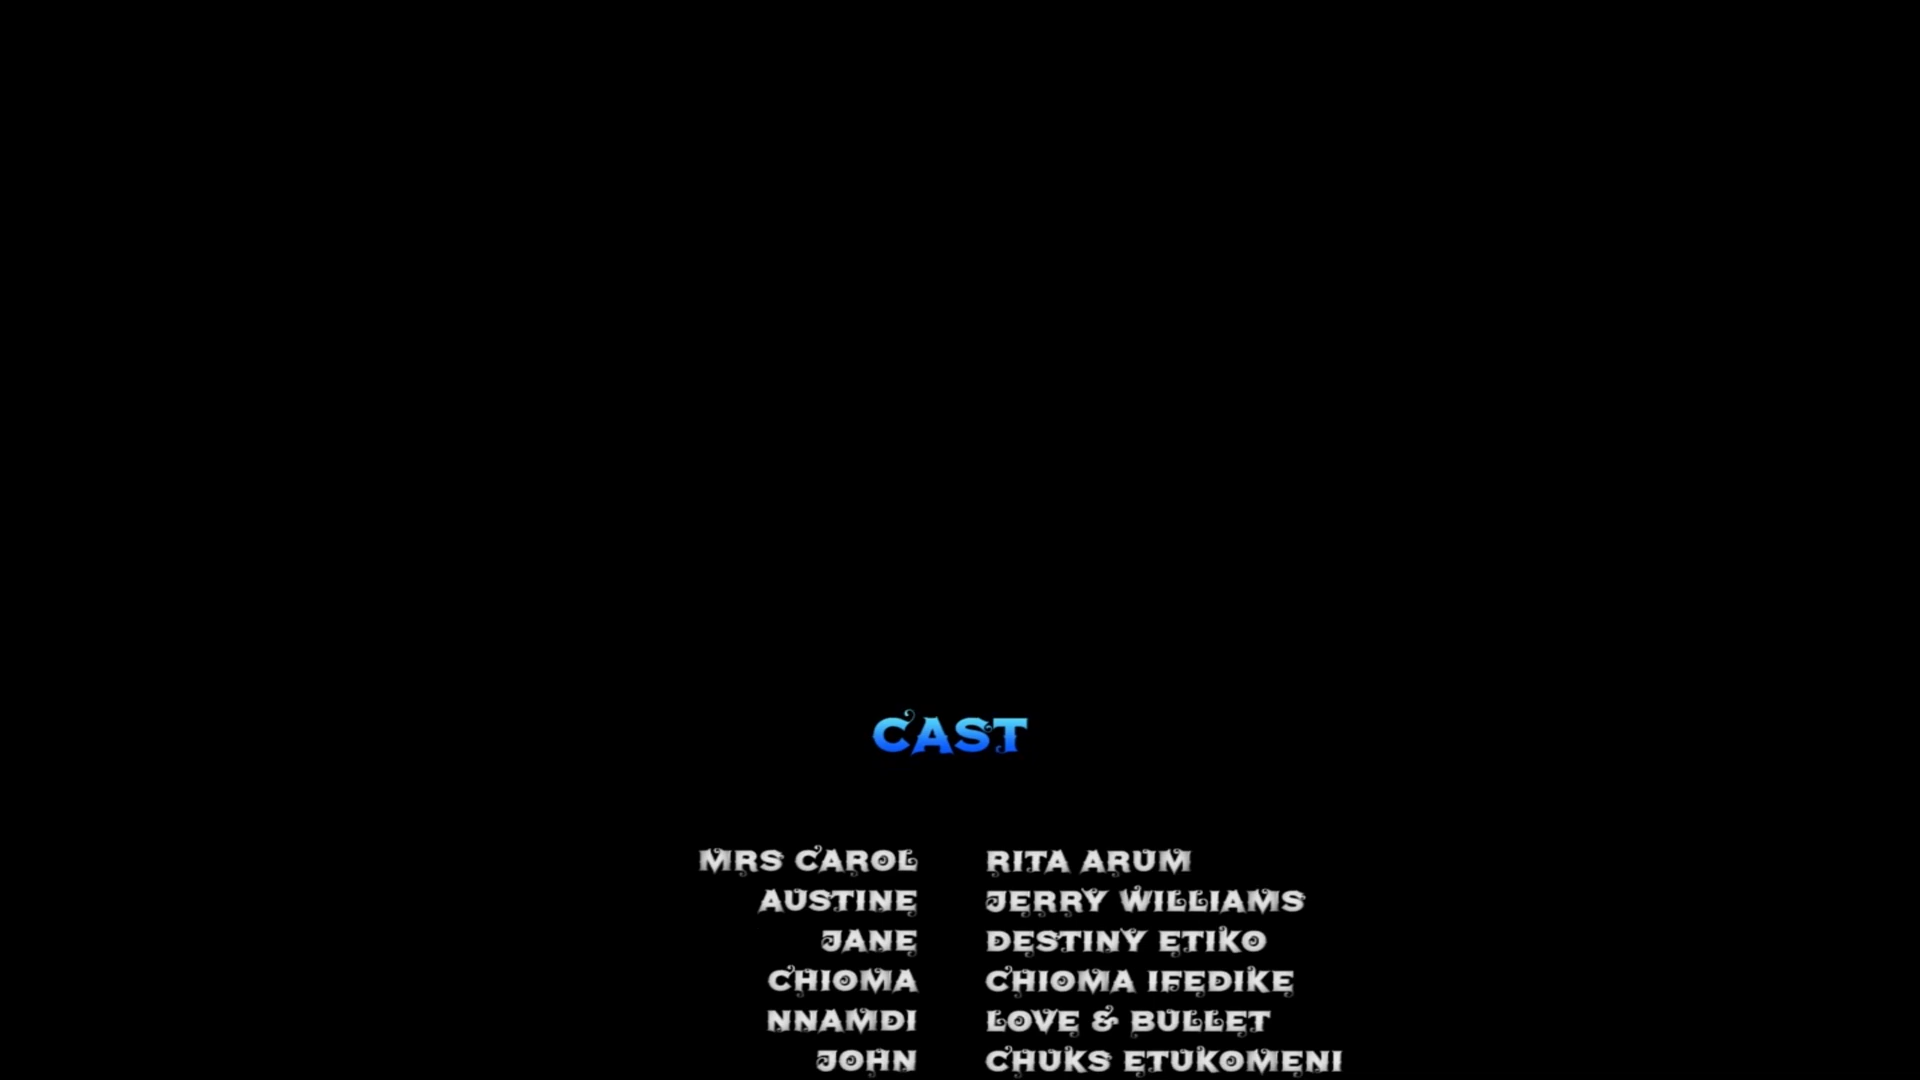 CAST
MRS CAROL RITA ARUM
AUSTINE JERRY WILLIAMS
JANE DESTINY ETIKO
CHIOMA CHIOMA IFEDIKE
NNAMDI LOVE & BULLET
JOHN CHUKS ETUKOMENI